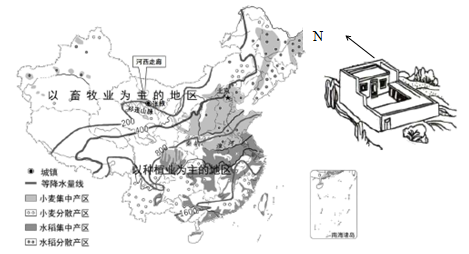 N
河西走廊
以畜牧业为主的地区
祁连山脉
200
400
800
以种植业为主的地区
1600
城镇
等降水量线
小麦集中产区
小麦分散产区
水稻集中产区
水稻分散产区
南海诸岛